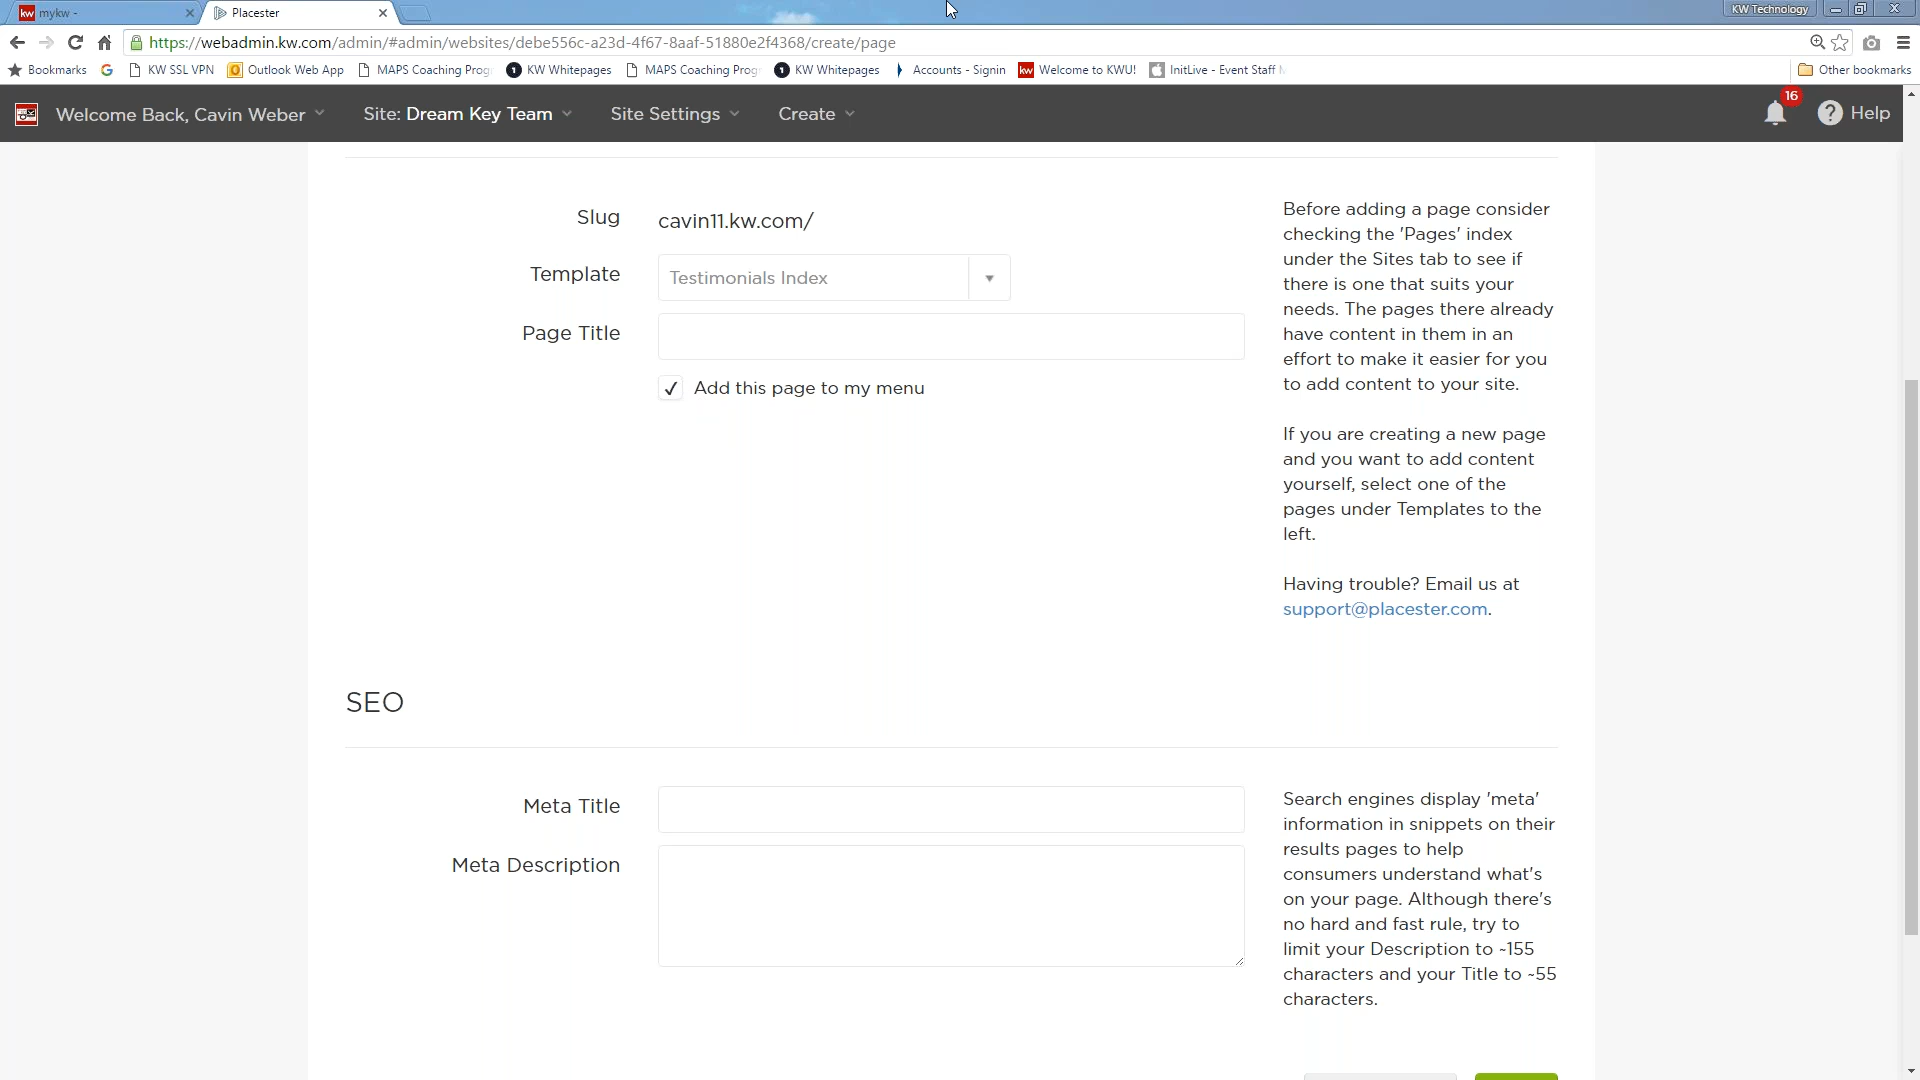 kw mykw -
Placester
KW Technology
https://webadmin.kw.com/admin/#admin/websites/debe556c-a23d-4f67-8aaf-51880e2f4368/create/page
Bookmarks G KW SSL VPN Outlook Web App MAPS Coaching Prog KW Whitepages MAPS Coaching Prog KW Whitepages Accounts - Signin kw Welcome to KWU! InitLive - Event Staff Other bookmarks
Welcome Back, Cavin Weber Site: Dream Key Team Site Settings Create 16 ? Help
Slug cavin11.kw.com/
Template Testimonials Index
Page Title
Add this page to my menu
Before adding a page consider
checking the 'Pages' index
under the Sites tab to see if
there is one that suits your
needs. The pages there already
have content in them in an
effort to make it easier for you
to add content to your site.
If you are creating a new page
and you want to add content
yourself, select one of the
pages under Templates to the
left.
Having trouble? Email us at
support@placester.com.
SEO
Meta Title
Meta Description
Search engines display 'meta'
information in snippets on their
results pages to help
consumers understand what's
on your page. Although there's
no hard and fast rule, try to
limit your Description to ~155
characters and your Title to ~55
characters.